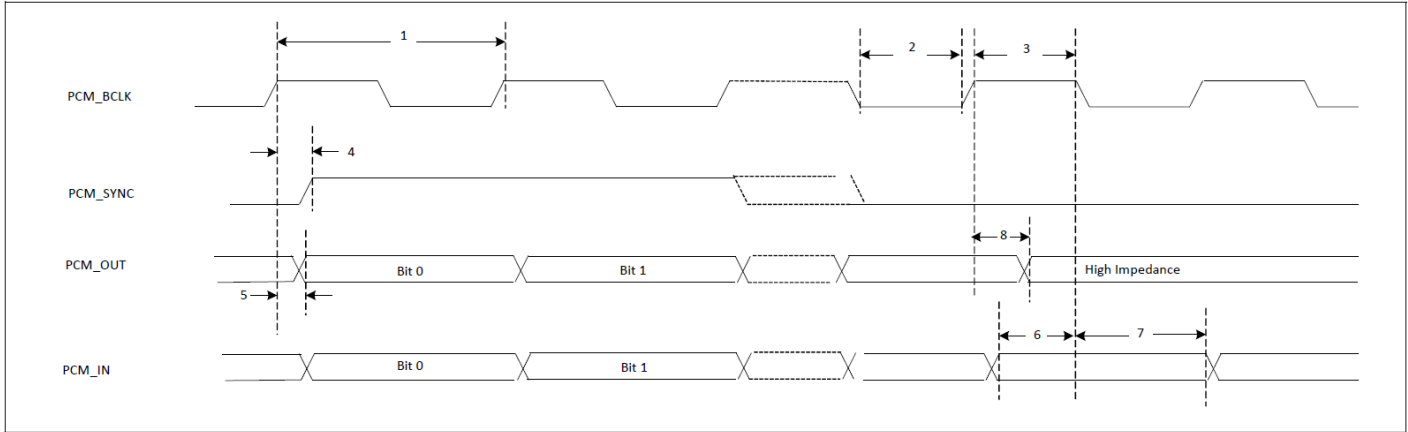 1
2
3
PCM_BCLK
4
PCM_SYNC
8
PCM_OUT
Bit 0
Bit 1
High Impedance
5
6
7
PCM_IN
Bit 0
Bit 1